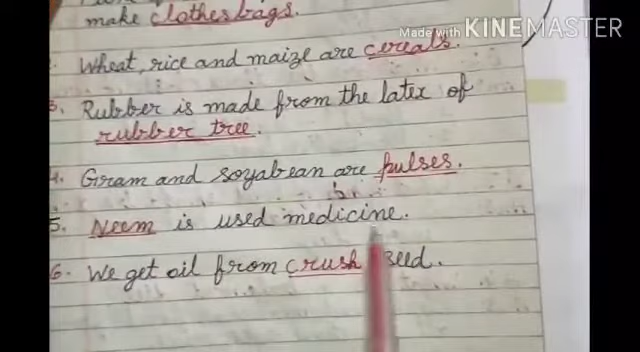 Made with KINEMASTER
make clothes bags.
Wheat, rice and maize are cereals.
3. Rubber is made from the latex of
rubber tree.
4. Gram and soyabean are pulses.
5. Neem is used medicine.
6. We get oil from crush seed.